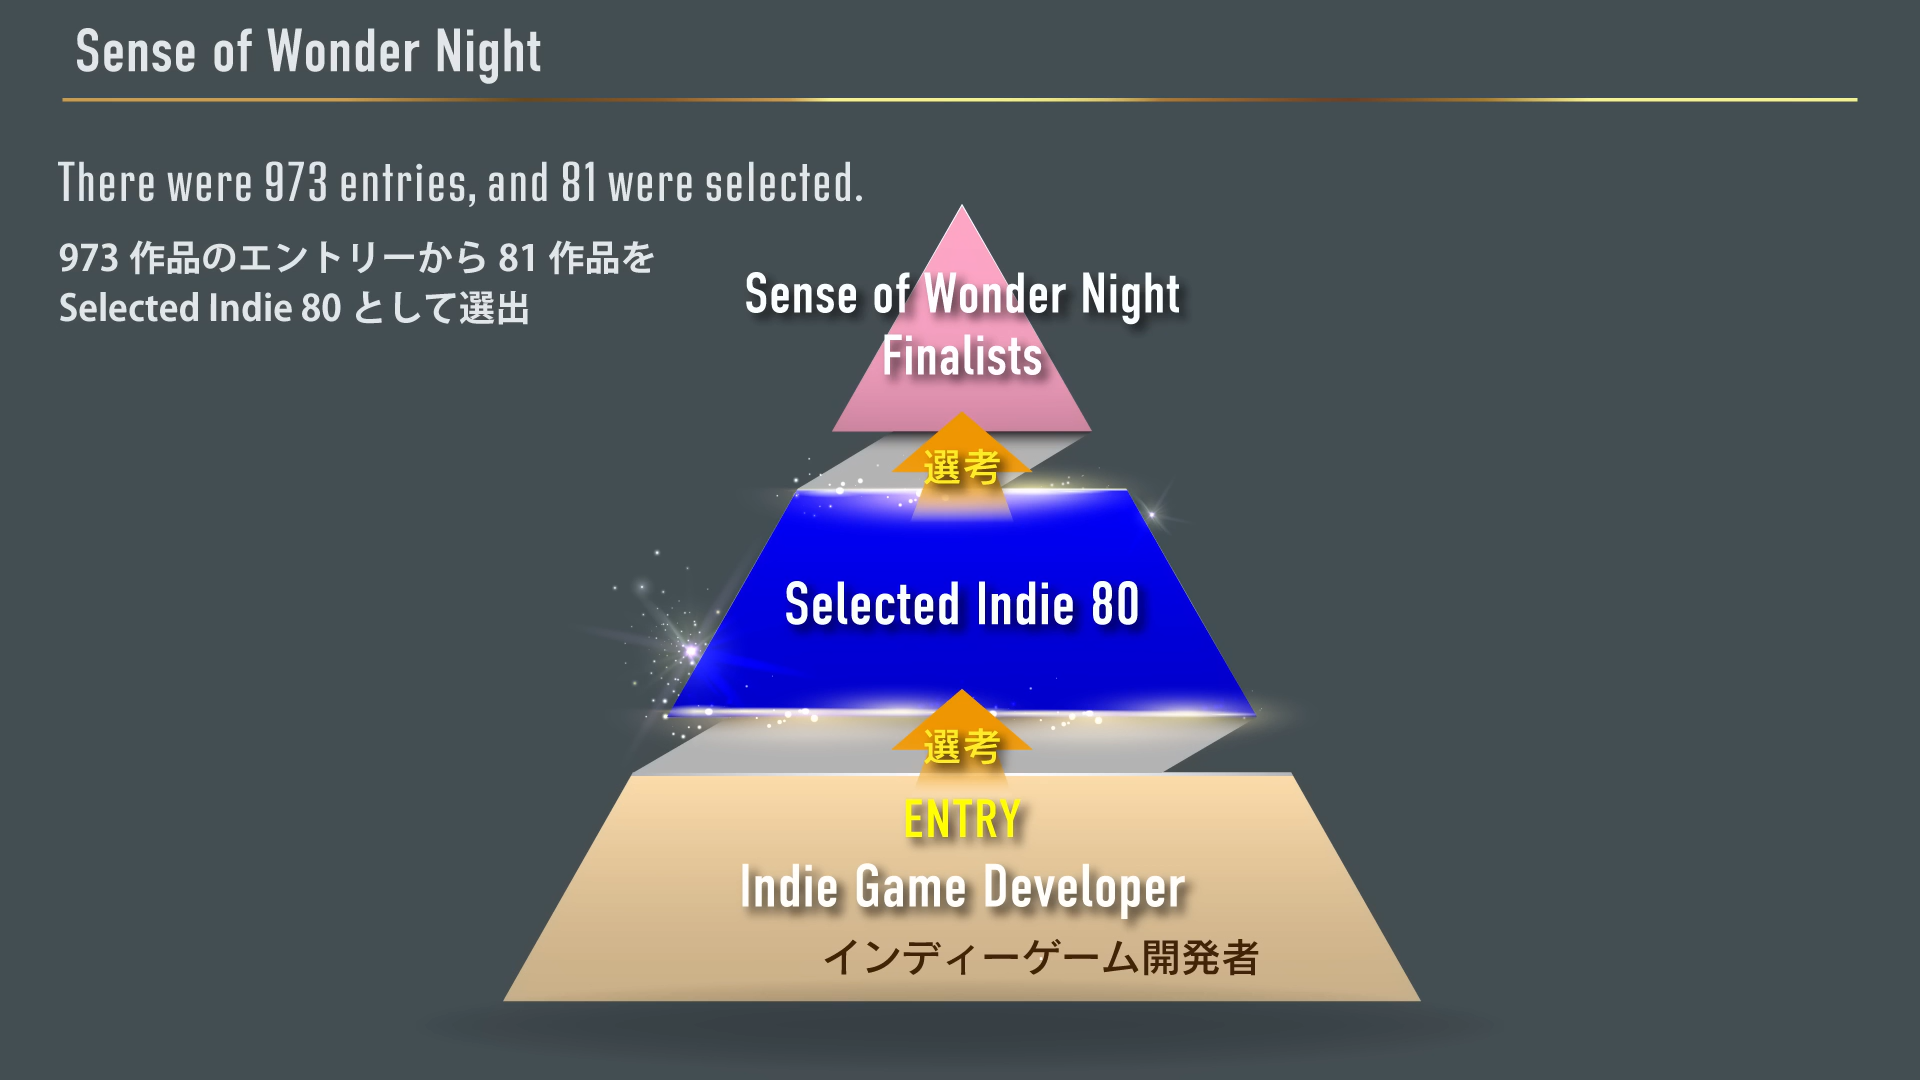 Sense of Wonder Night
There were 973 entries, and 81 were selected.
973 作品のエントリーから 81 作品を
Selected Indie 80 として選出
Sense of Wonder Night
Finalists
選考
Selected Indie 80
選考
ENTRY
Indie Game Developer
インディーゲーム開発者